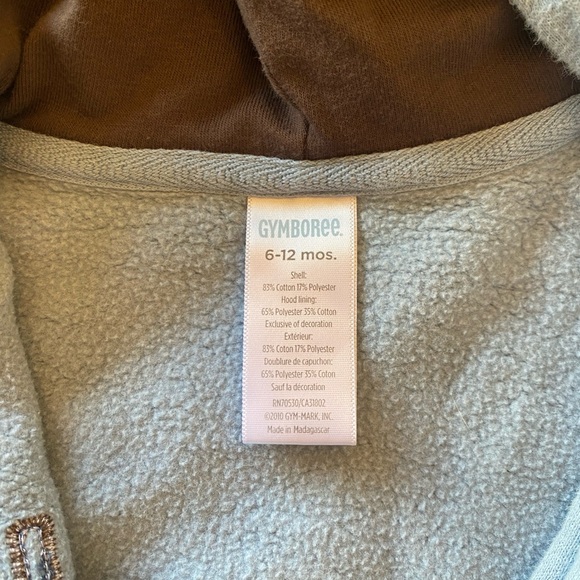 GYMBORee.
6-12 mos.
Shell:
83% Cotton 17% Polyester
Hood lining:
65% Polyester 35% Cotton
Exclusive of decoration
Extérieur:
83% Coton 17% Polyester
Doublure de capuchon:
65% Polyester 35% Coton
Sauf la décoration
RN70530/CA31802
©2010 GYM-MARK, INC.
Made in Madagascar